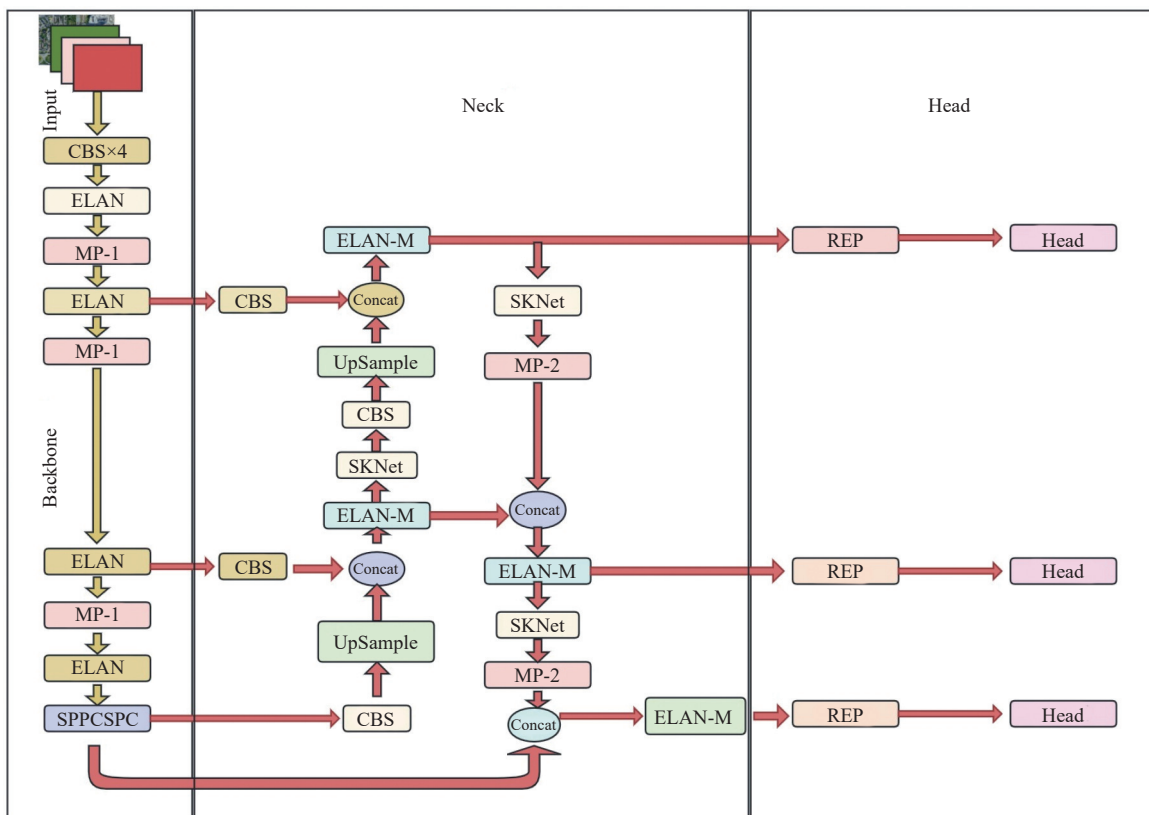 Input
CBS×4
ELAN
MP-1
ELAN
MP-1
Backbone
ELAN
MP-1
ELAN
SPPCSPC
Neck
ELAN-M
CBS
Concat
UpSample
CBS
SKNet
ELAN-M
CBS
Concat
UpSample
CBS
SKNet
MP-2
Concat
ELAN-M
SKNet
MP-2
Concat
ELAN-M
Head
REP
Head
REP
Head
REP
Head